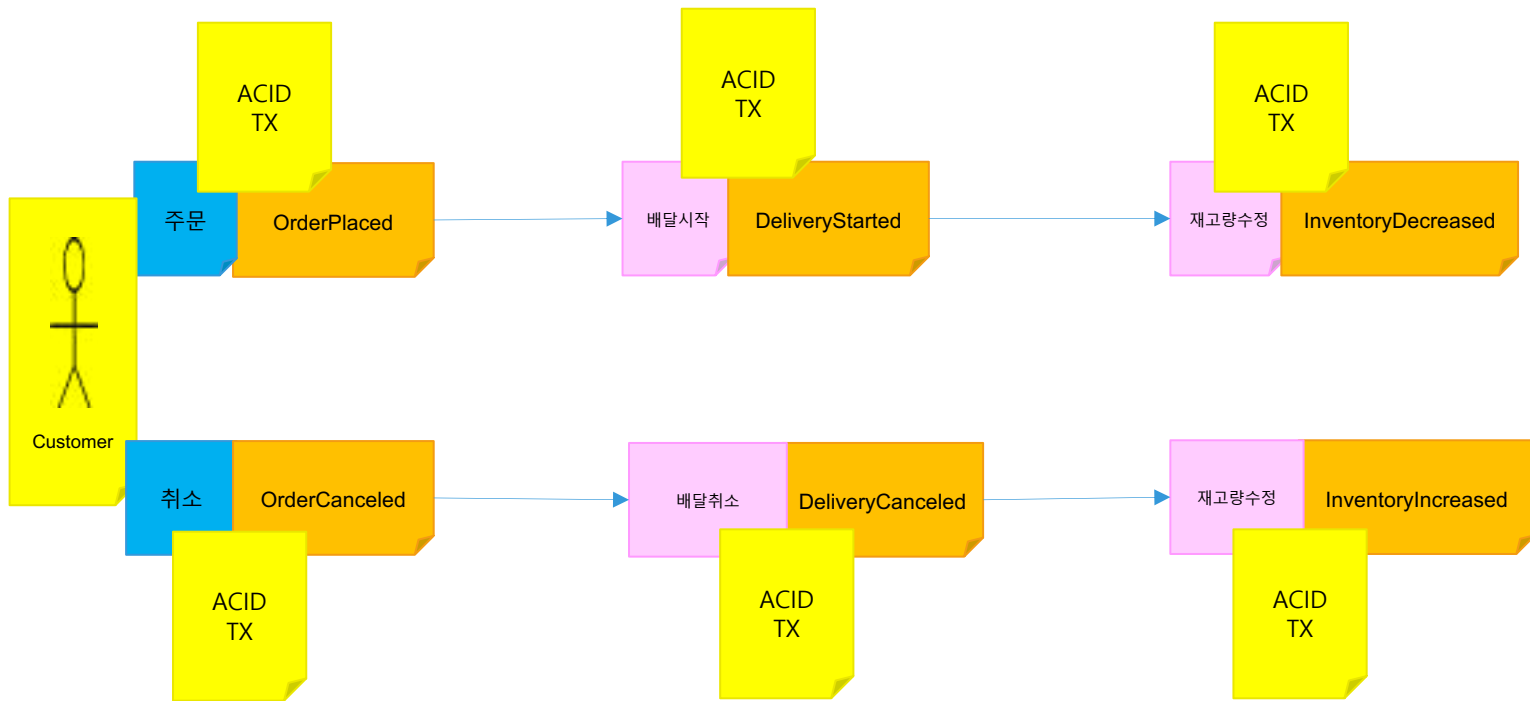 ACID
TX
ACID
TX
ACID
TX
주문
OrderPlaced
배달시작
DeliveryStarted
재고량수정
InventoryDecreased
Customer
취소
OrderCanceled
배달취소
DeliveryCanceled
재고량수정
InventoryIncreased
ACID
TX
ACID
TX
ACID
TX